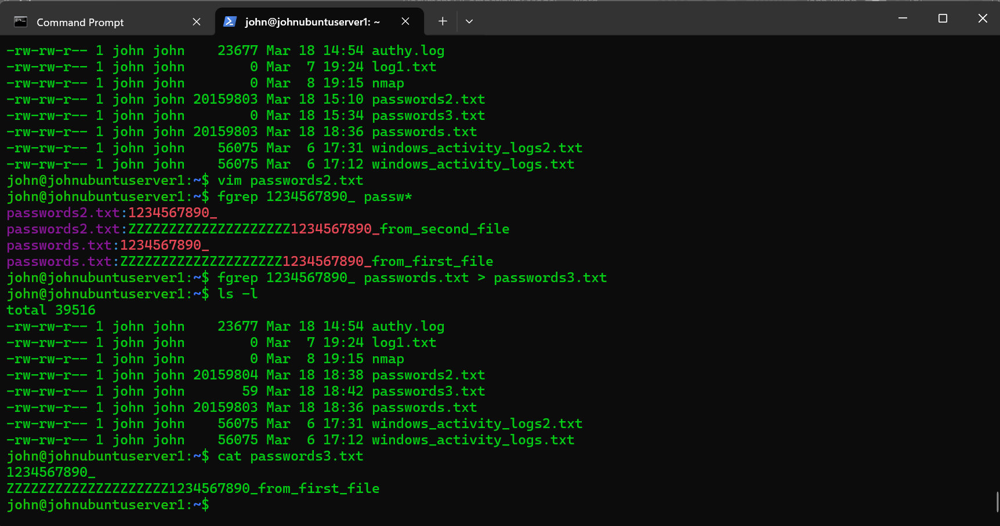 Command Prompt
john@johnubuntuserver1: ~
-rw-rw-r-- 1 john john    23677 Mar 18 14:54 authy.log
-rw-rw-r-- 1 john john        0 Mar  7 19:24 log1.txt
-rw-rw-r-- 1 john john        0 Mar  8 19:15 nmap
-rw-rw-r-- 1 john john 20159803 Mar 18 15:10 passwords2.txt
-rw-rw-r-- 1 john john        0 Mar 18 15:34 passwords3.txt
-rw-rw-r-- 1 john john 20159803 Mar 18 18:36 passwords.txt
-rw-rw-r-- 1 john john    56075 Mar  6 17:31 windows_activity_logs2.txt
-rw-rw-r-- 1 john john    56075 Mar  6 17:12 windows_activity_logs.txt
john@johnubuntuserver1:~$ vim passwords2.txt
john@johnubuntuserver1:~$ fgrep 1234567890_ passw*
passwords2.txt:1234567890_
passwords2.txt:ZZZZZZZZZZZZZZZZZZZZ1234567890_from_second_file
passwords.txt:1234567890_
passwords.txt:ZZZZZZZZZZZZZZZZZZZZ1234567890_from_first_file
john@johnubuntuserver1:~$ fgrep 1234567890_ passwords.txt > passwords3.txt
john@johnubuntuserver1:~$ ls -l
total 39516
-rw-rw-r-- 1 john john    23677 Mar 18 14:54 authy.log
-rw-rw-r-- 1 john john        0 Mar  7 19:24 log1.txt
-rw-rw-r-- 1 john john        0 Mar  8 19:15 nmap
-rw-rw-r-- 1 john john 20159804 Mar 18 18:38 passwords2.txt
-rw-rw-r-- 1 john john       59 Mar 18 18:42 passwords3.txt
-rw-rw-r-- 1 john john 20159803 Mar 18 18:36 passwords.txt
-rw-rw-r-- 1 john john    56075 Mar  6 17:31 windows_activity_logs2.txt
-rw-rw-r-- 1 john john    56075 Mar  6 17:12 windows_activity_logs.txt
john@johnubuntuserver1:~$ cat passwords3.txt
1234567890_
ZZZZZZZZZZZZZZZZZZZZ1234567890_from_first_file
john@johnubuntuserver1:~$